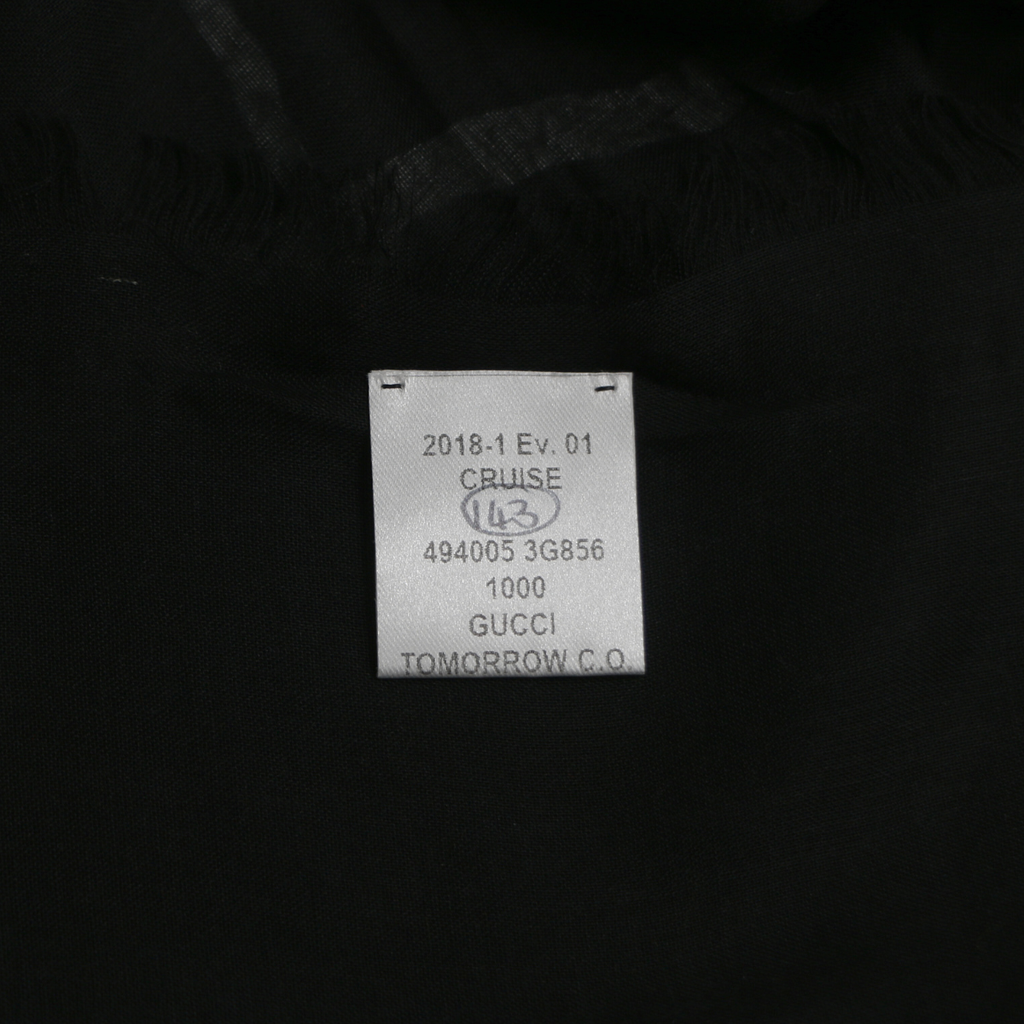 2018-1 Ev. 01
CRUISE
143
494005 3G856
1000
GUCCI
TOMORROW C.O